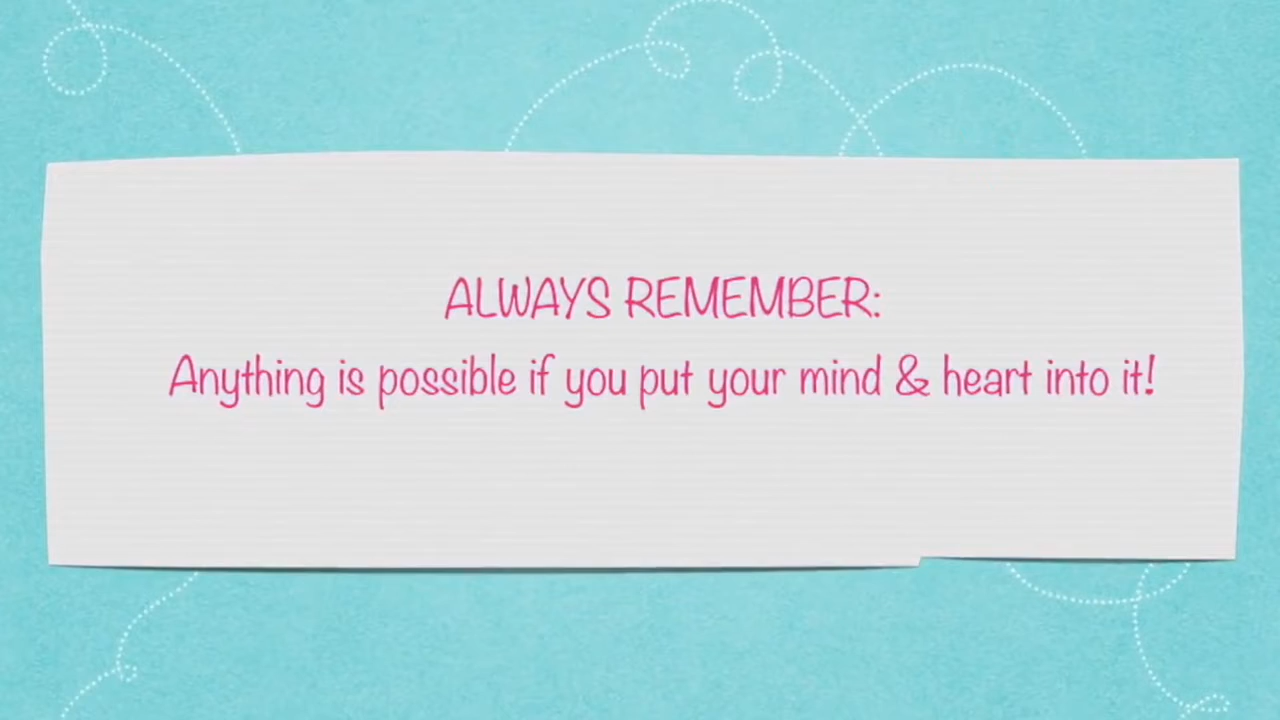 ALWAYS REMEMBER:
Anything is possible if you put your mind & heart into it!